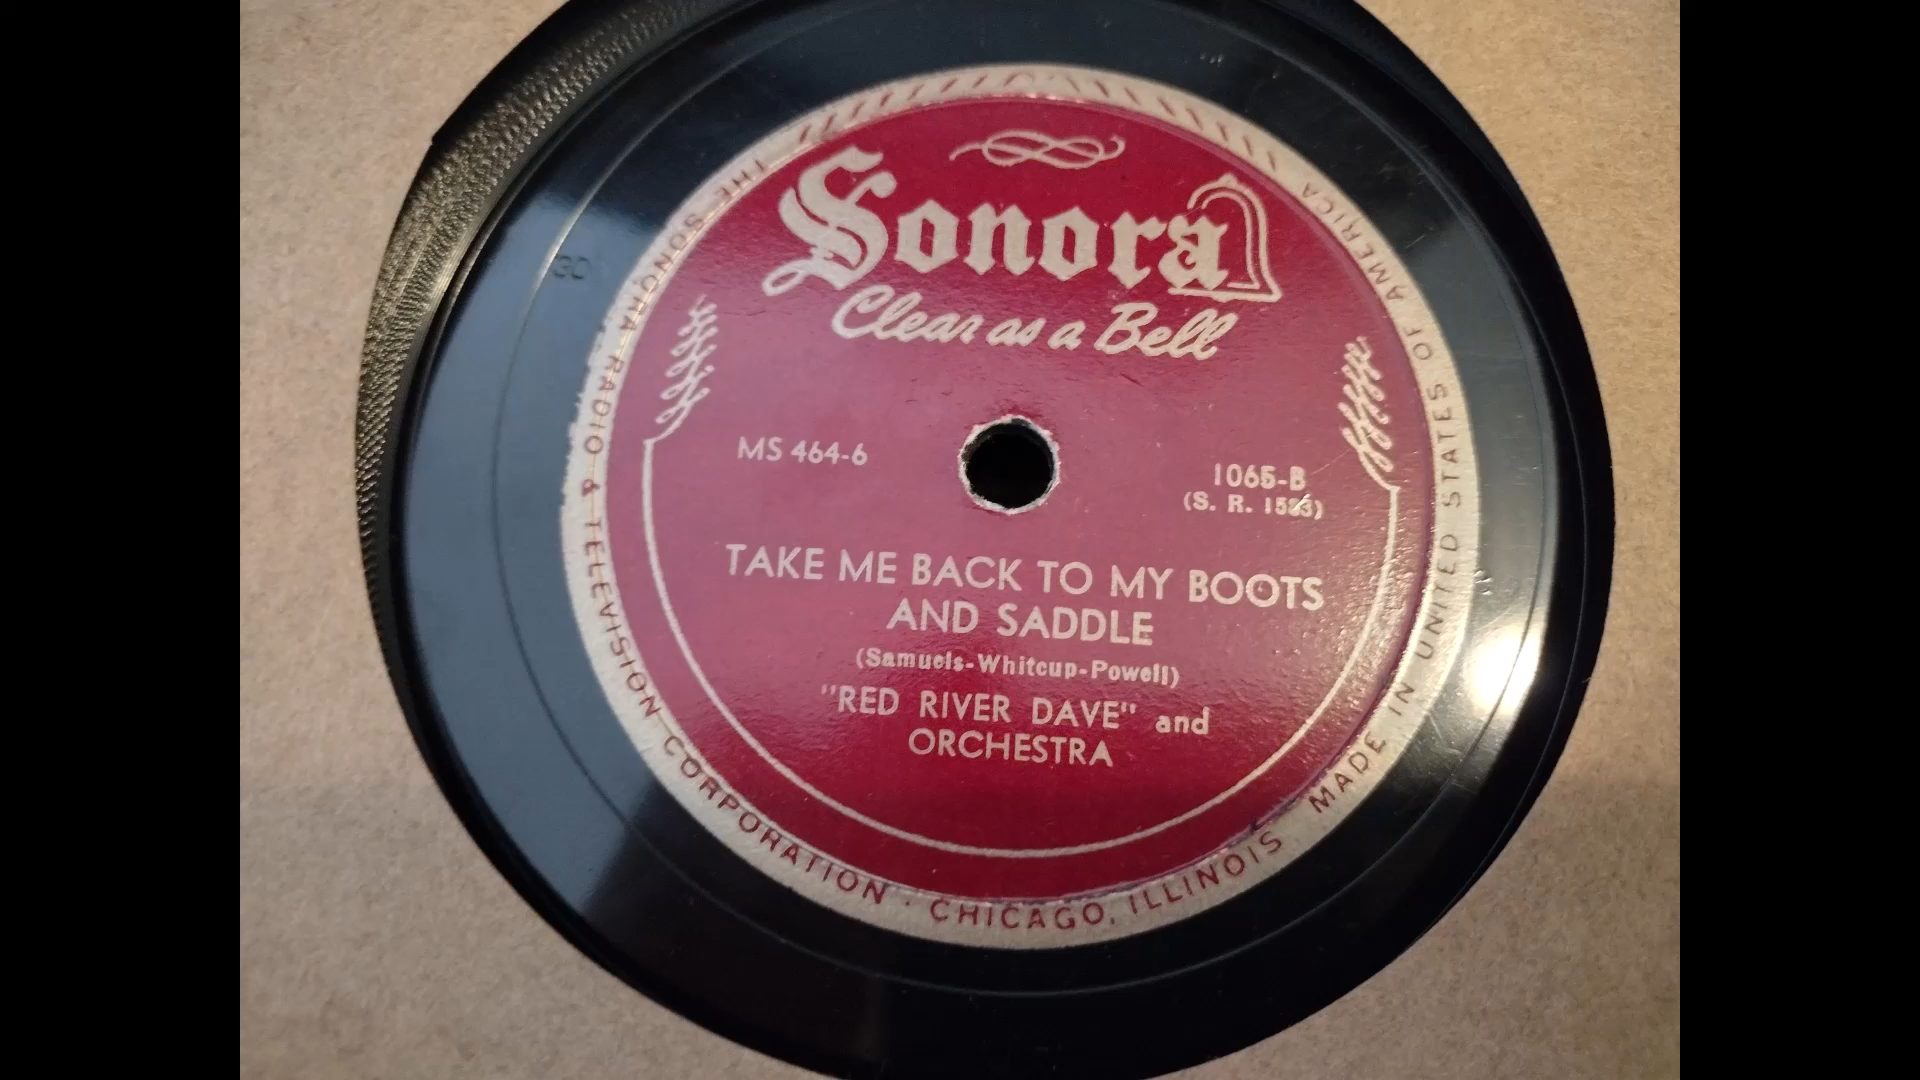 Sonora
Clear as a Bell
MS 464-6
1065-B
(S. R. 1583)
TAKE ME BACK TO MY BOOTS
AND SADDLE
(Samuels-Whitcup-Powell)
"RED RIVER DAVE" and
ORCHESTRA
THE SONORA RADIO & TELEVISION CORPORATION · CHICAGO, ILLINOIS
MADE IN UNITED STATES OF AMERICA